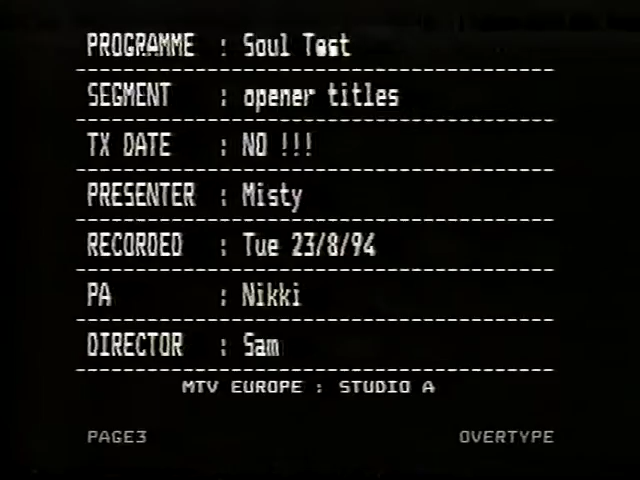 PROGRAMME : Soul Test
SEGMENT : opener titles
TX DATE : NO !!!
PRESENTER : Misty
RECORDED : Tue 23/8/94
PA : Nikki
DIRECTOR : Sam
MTV EUROPE : STUDIO A
PAGE3 OVERTYPE